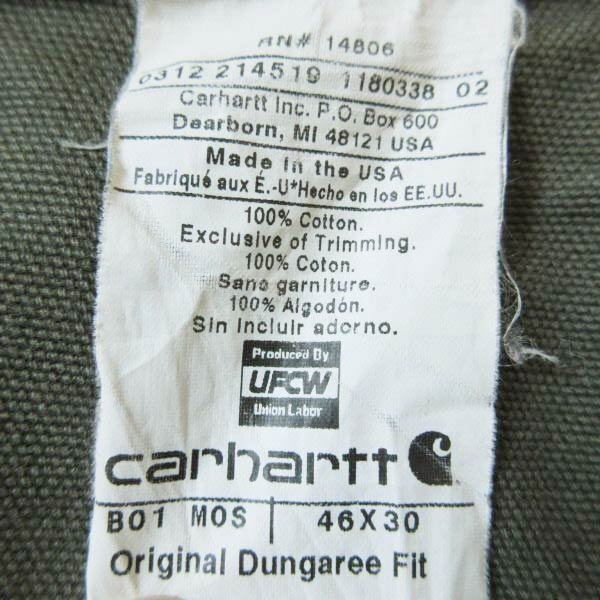 RN# 14806
0312 214519 1180338 02
Carhartt Inc. P.O. Box 600
Dearborn, MI 48121 USA
Made in the USA
Fabriqué aux É.-U*Hecho en los EE.UU.
100% Cotton.
Exclusive of Trimming.
100% Coton.
Sans garniture.
100% Algodón.
Sin incluir adorno.
Produced By
UFCW
Union Labor
carhartt
B01 MOS | 46X30
Original Dungaree Fit